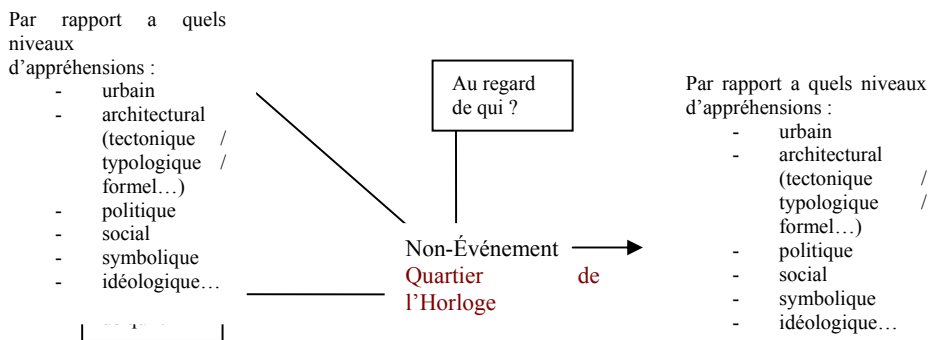 Par rapport a quels
niveaux
d'appréhensions :
- urbain
- architectural
(tectonique /
typologique /
formel…)
- politique
- social
- symbolique
- idéologique…
Au regard
de qui ?
Non-Événement
Quartier de
l'Horloge
Par rapport a quels niveaux
d'appréhensions :
- urbain
- architectural
(tectonique /
typologique /
formel…)
- politique
- social
- symbolique
- idéologique…